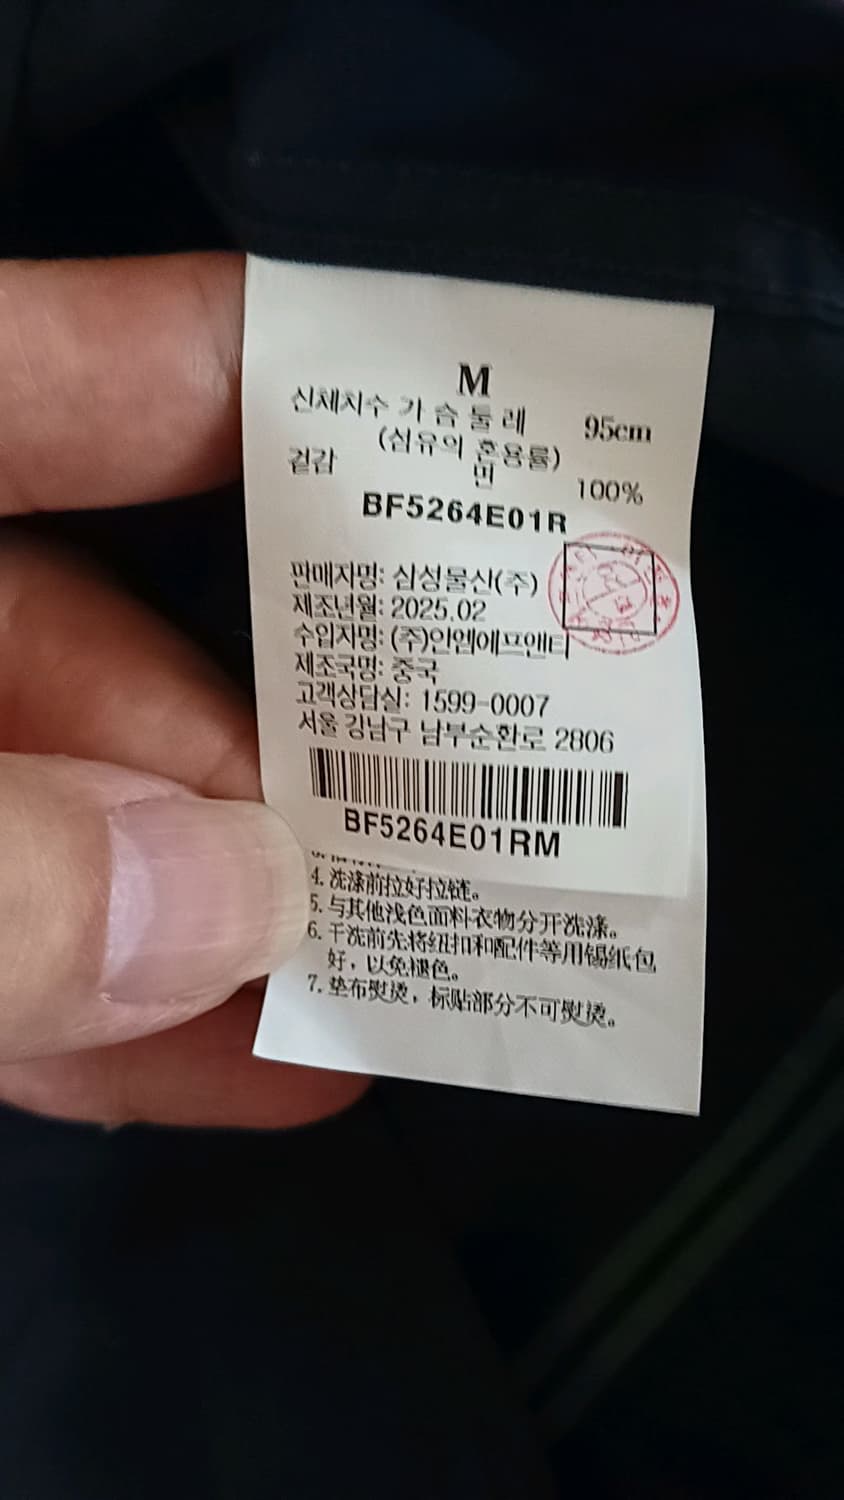 M
신체치수 가 슴 둘 레 95cm
(섬유의 혼용률)
겉감 면 100%
BF5264E01R
판매자명: 삼성물산(주)
제조년월: 2025.02
수입자명: (주)인엠에프앤티
제조국명: 중국
고객상담실: 1599-0007
서울 강남구 남부순환로 2806
BF5264E01RM
4. 洗涤前拉好拉链。
5. 与其他浅色面料衣物分开洗涤。
6. 干洗前先将纽扣和配件等用锡纸包
好，以免褪色。
7. 垫布熨烫，标贴部分不可熨烫。